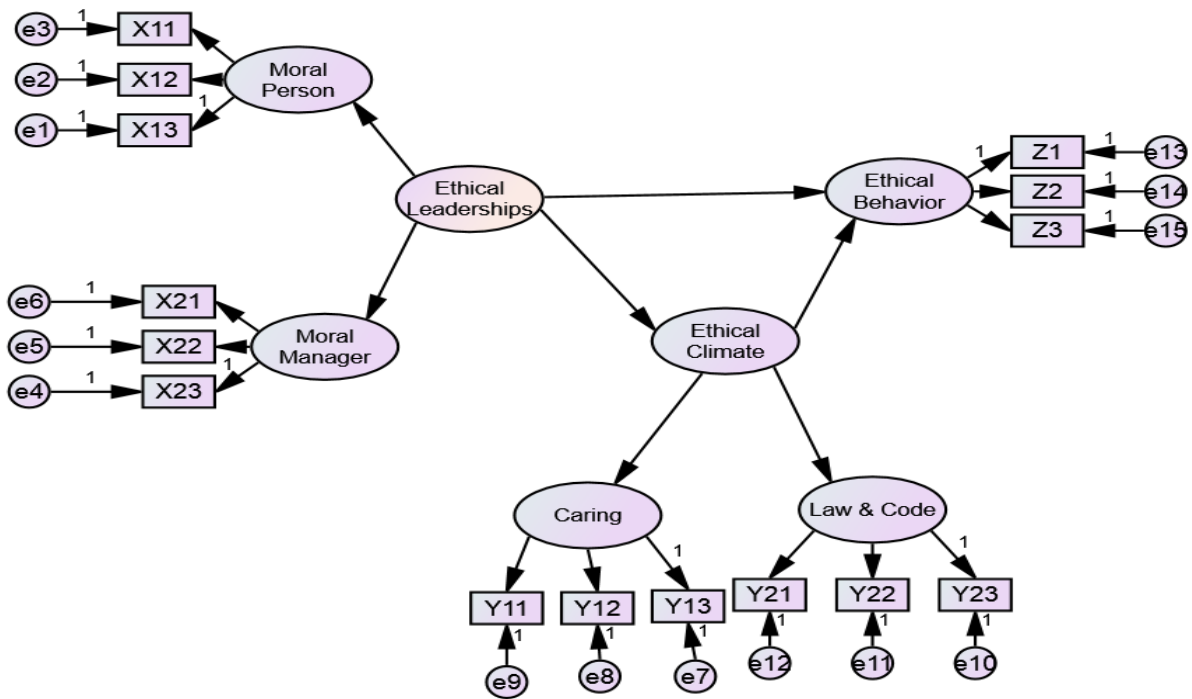 e3
1
X11
e2
1
X12
e1
1
X13
1
Moral
Person
Ethical
Leaderships
Ethical
Behavior
1
Z1
1
e13
Z2
1
e14
Z3
1
e15
e6
1
X21
e5
1
X22
e4
1
X23
1
Moral
Manager
Ethical
Climate
Caring
Law & Code
1
1
Y11
Y12
Y13
Y21
Y22
Y23
1
1
1
1
1
1
e9
e8
e7
e12
e11
e10